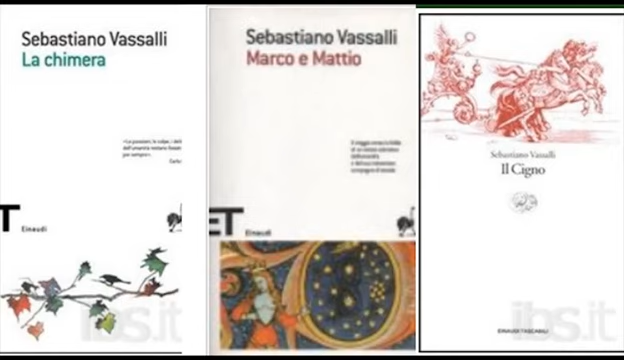 Sebastiano Vassalli
La chimera
Einaudi
ibs.it
Sebastiano Vassalli
Marco e Mattio
ET
Einaudi
Sebastiano Vassalli
Il Cigno
EINAUDI TASCABILI
ibs.it